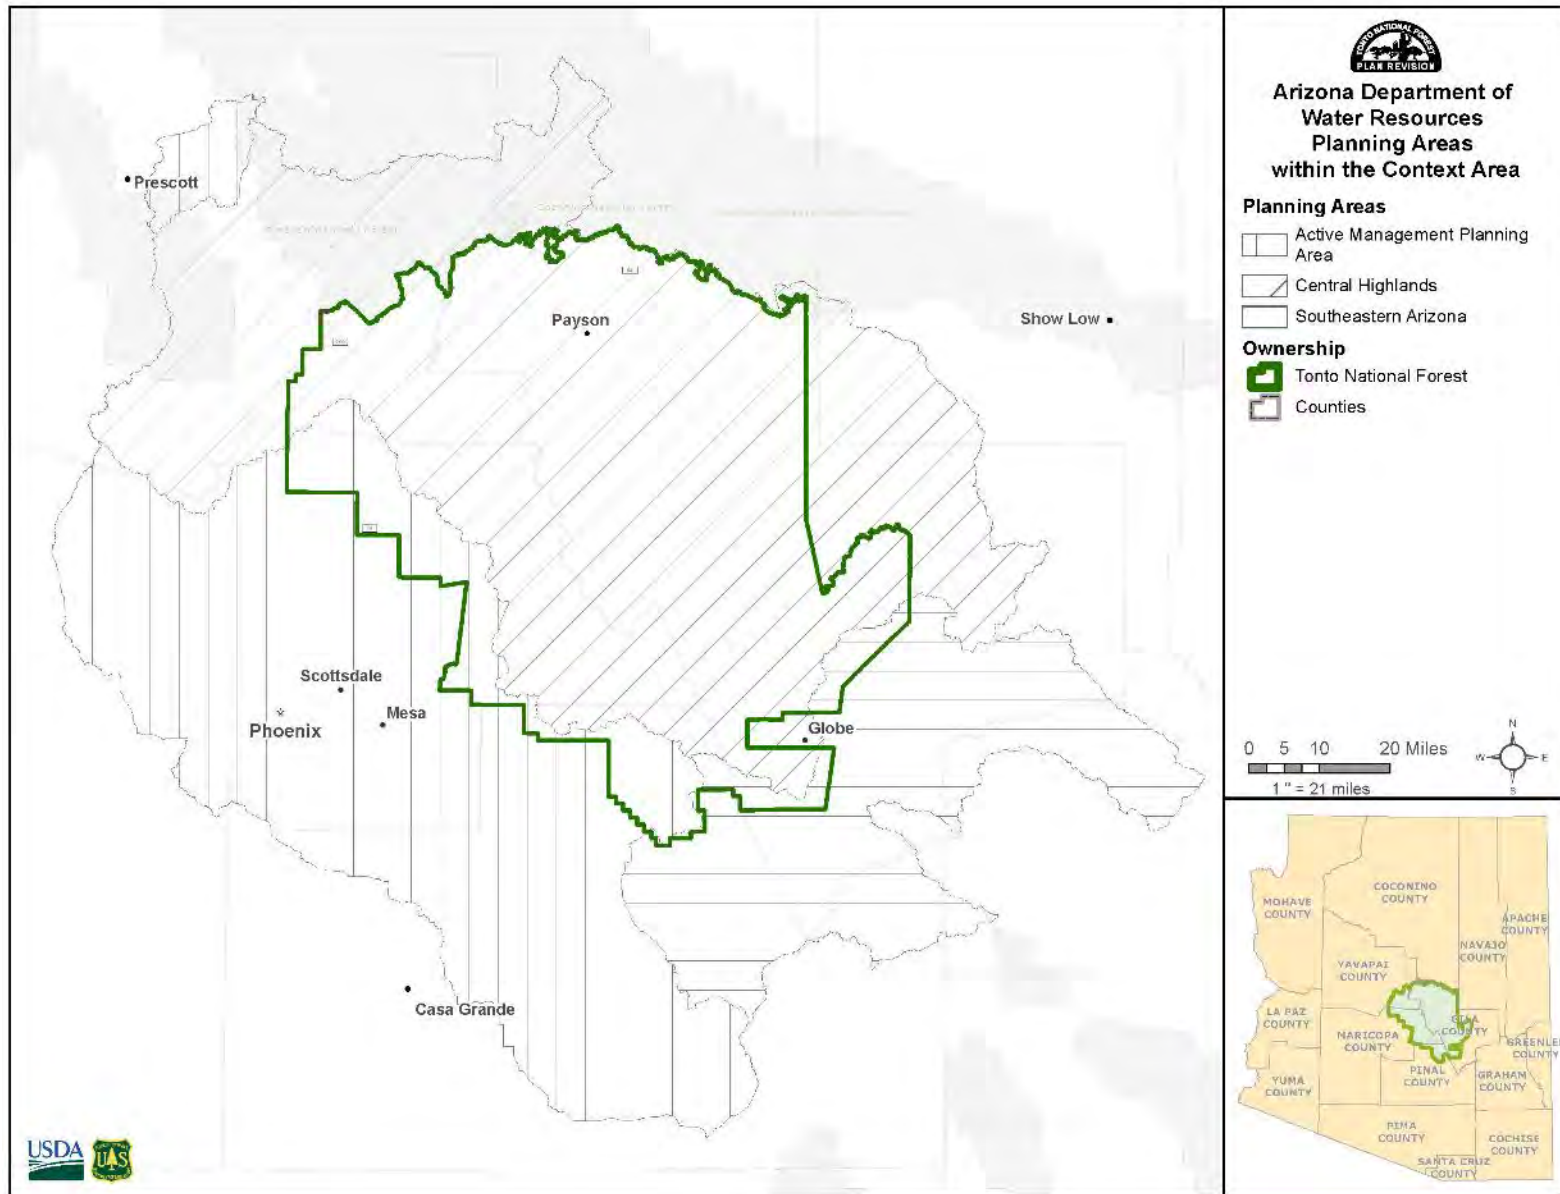 Prescott
Payson
Show Low
Scottsdale
Phoenix
Mesa
Globe
Casa Grande
USDA
U S
TONTO NATIONAL FOREST
PLAN REVISION
Arizona Department of
Water Resources
Planning Areas
within the Context Area
Planning Areas
Active Management Planning
Area
Central Highlands
Southeastern Arizona
Ownership
Tonto National Forest
Counties
0 5 10 20 Miles
1 " = 21 miles
N
W E
S
MOHAVE
COUNTY
COCONINO
COUNTY
APACHE
COUNTY
NAVAJO
COUNTY
YAVAPAI
COUNTY
LA PAZ
COUNTY
GILA
COUNTY
MARICOPA
COUNTY
GREENLEE
COUNTY
YUMA
COUNTY
PINAL
COUNTY
GRAHAM
COUNTY
PIMA
COUNTY
COCHISE
COUNTY
SANTA CRUZ
COUNTY